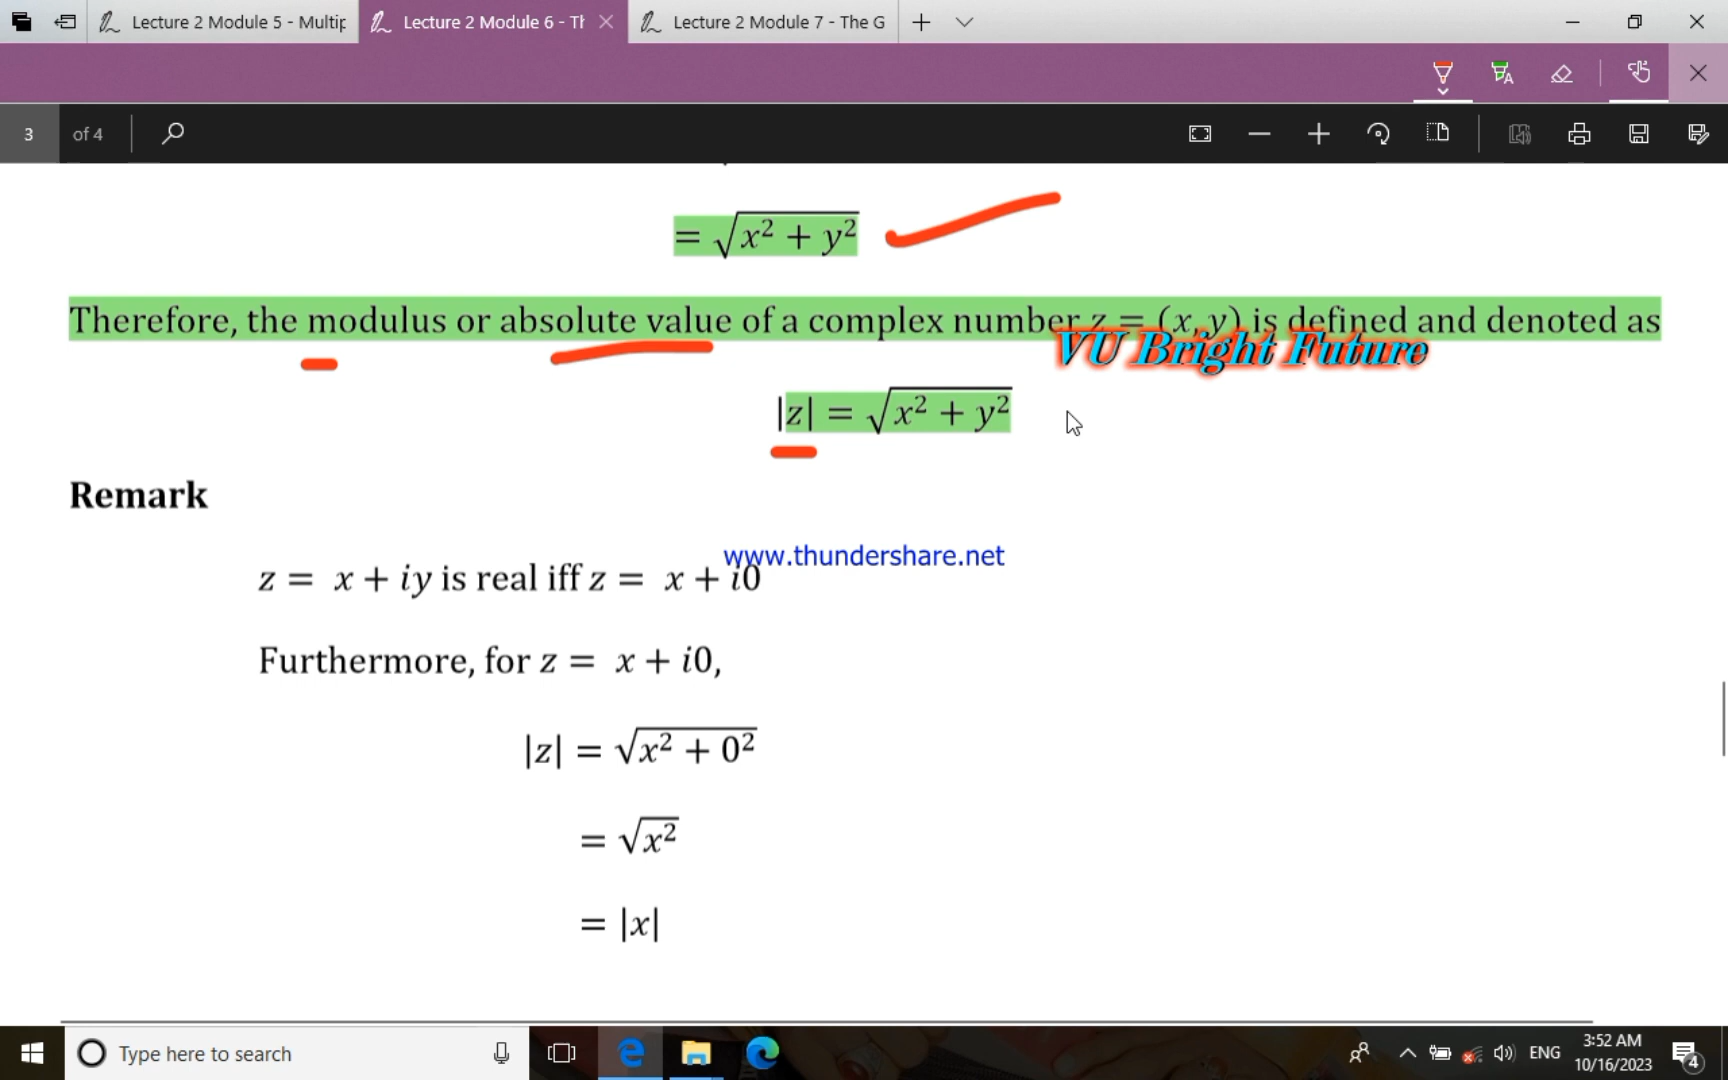 Lecture 2 Module 5 - Multip
Lecture 2 Module 6 - Th
Lecture 2 Module 7 - The G
3 of 4
= √x² + y²
Therefore, the modulus or absolute value of a complex number z = (x, y) is defined and denoted as
VU Bright Future
|z| = √x² + y²
Remark
www.thundershare.net
z = x + iy is real iff z = x + i0
Furthermore, for z = x + i0,
|z| = √x² + 0²
= √x²
= |x|
Type here to search
ENG
3:52 AM
10/16/2023
4